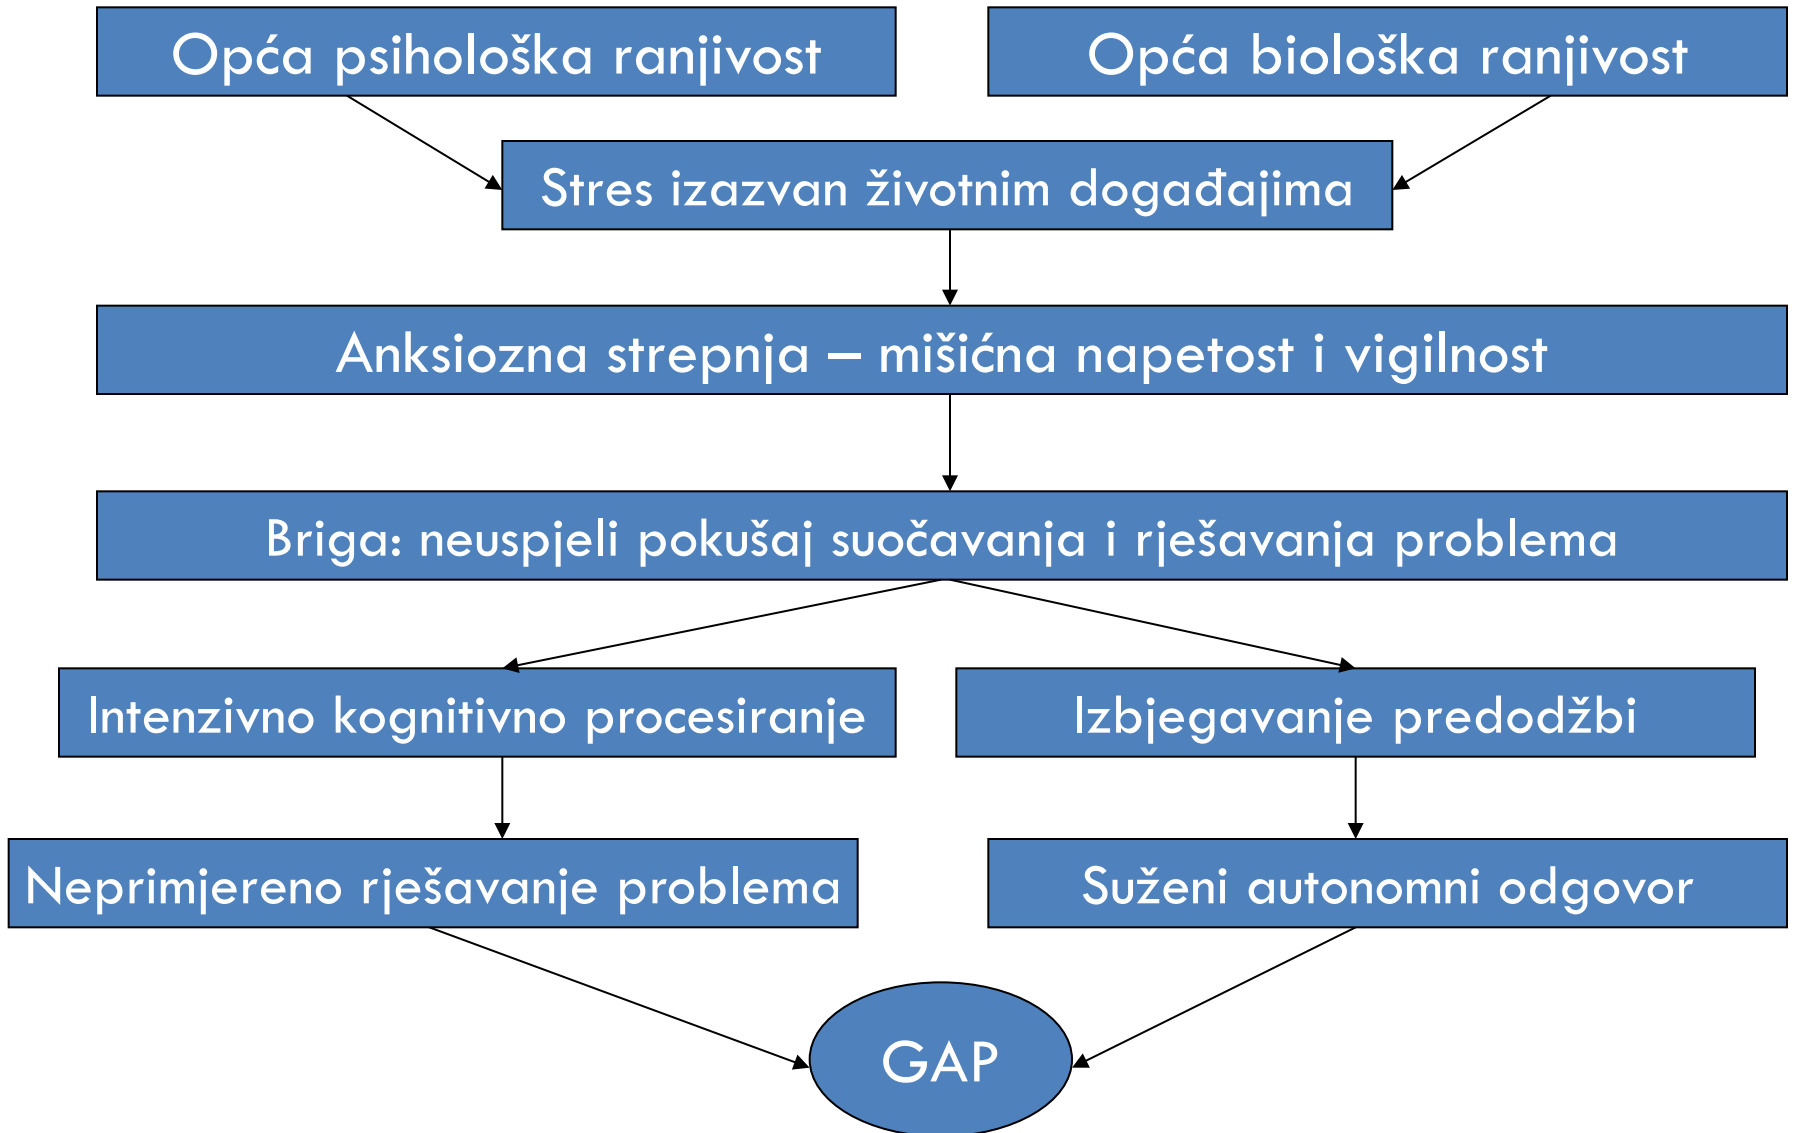 Opća psihološka ranjivost
Opća biološka ranjivost
Stres izazvan životnim događajima
Anksiozna strepnja – mišićna napetost i vigilnost
Briga: neuspjeli pokušaj suočavanja i rješavanja problema
Intenzivno kognitivno procesiranje
Izbjegavanje predodžbi
Neprimjereno rješavanje problema
Suženi autonomni odgovor
GAP